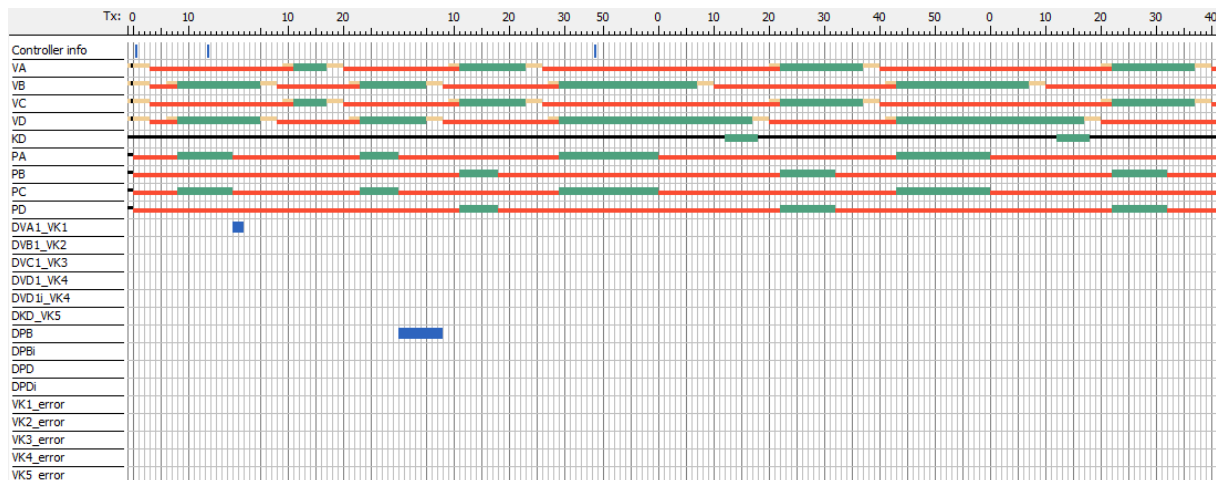 Tx: 0 10 10 20 10 20 30 50 0 10 20 30 40 50 0 10 20 30 40
Controller info
VA
VB
VC
VD
KD
PA
PB
PC
PD
DVA1_VK1
DVB1_VK2
DVC1_VK3
DVD1_VK4
DVD1i_VK4
DKD_VK5
DPB
DPBi
DPD
DPDi
VK1_error
VK2_error
VK3_error
VK4_error
VK5_error